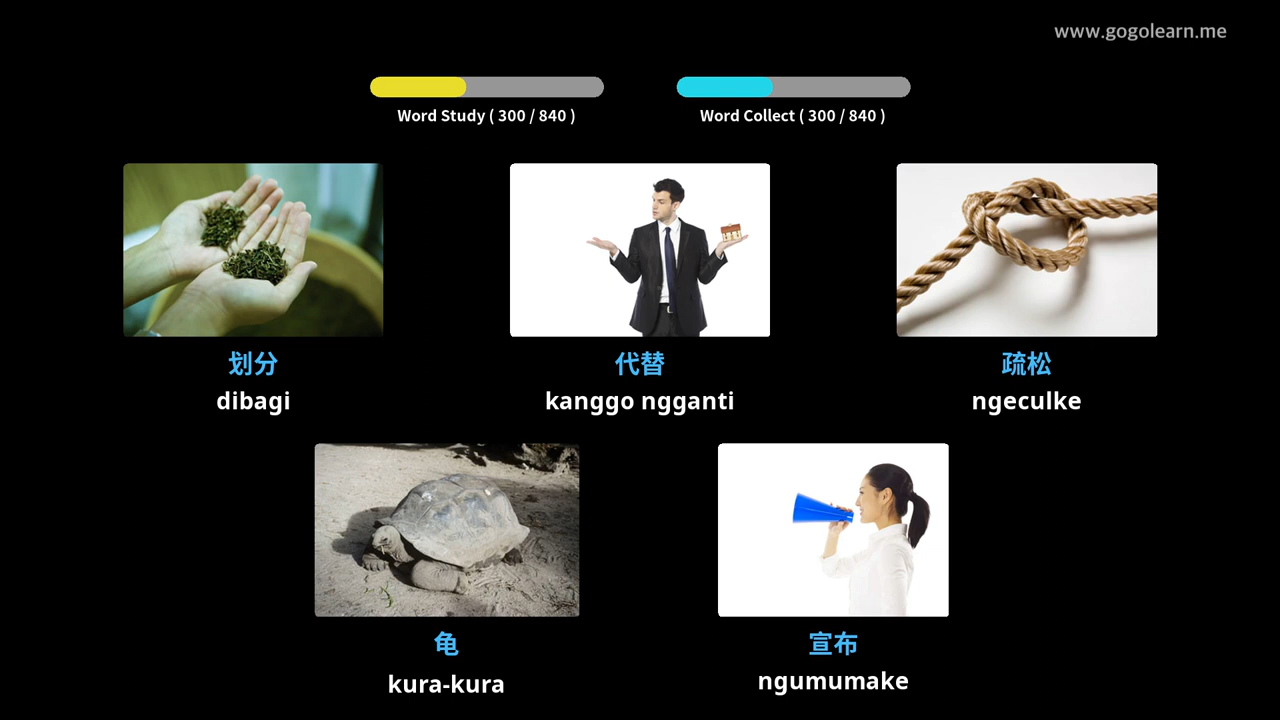 www.gogolearn.me
Word Study ( 300 / 840 )
Word Collect ( 300 / 840 )
划分
dibagi
代替
kanggo ngganti
疏松
ngeculke
龟
kura-kura
宣布
ngumumake